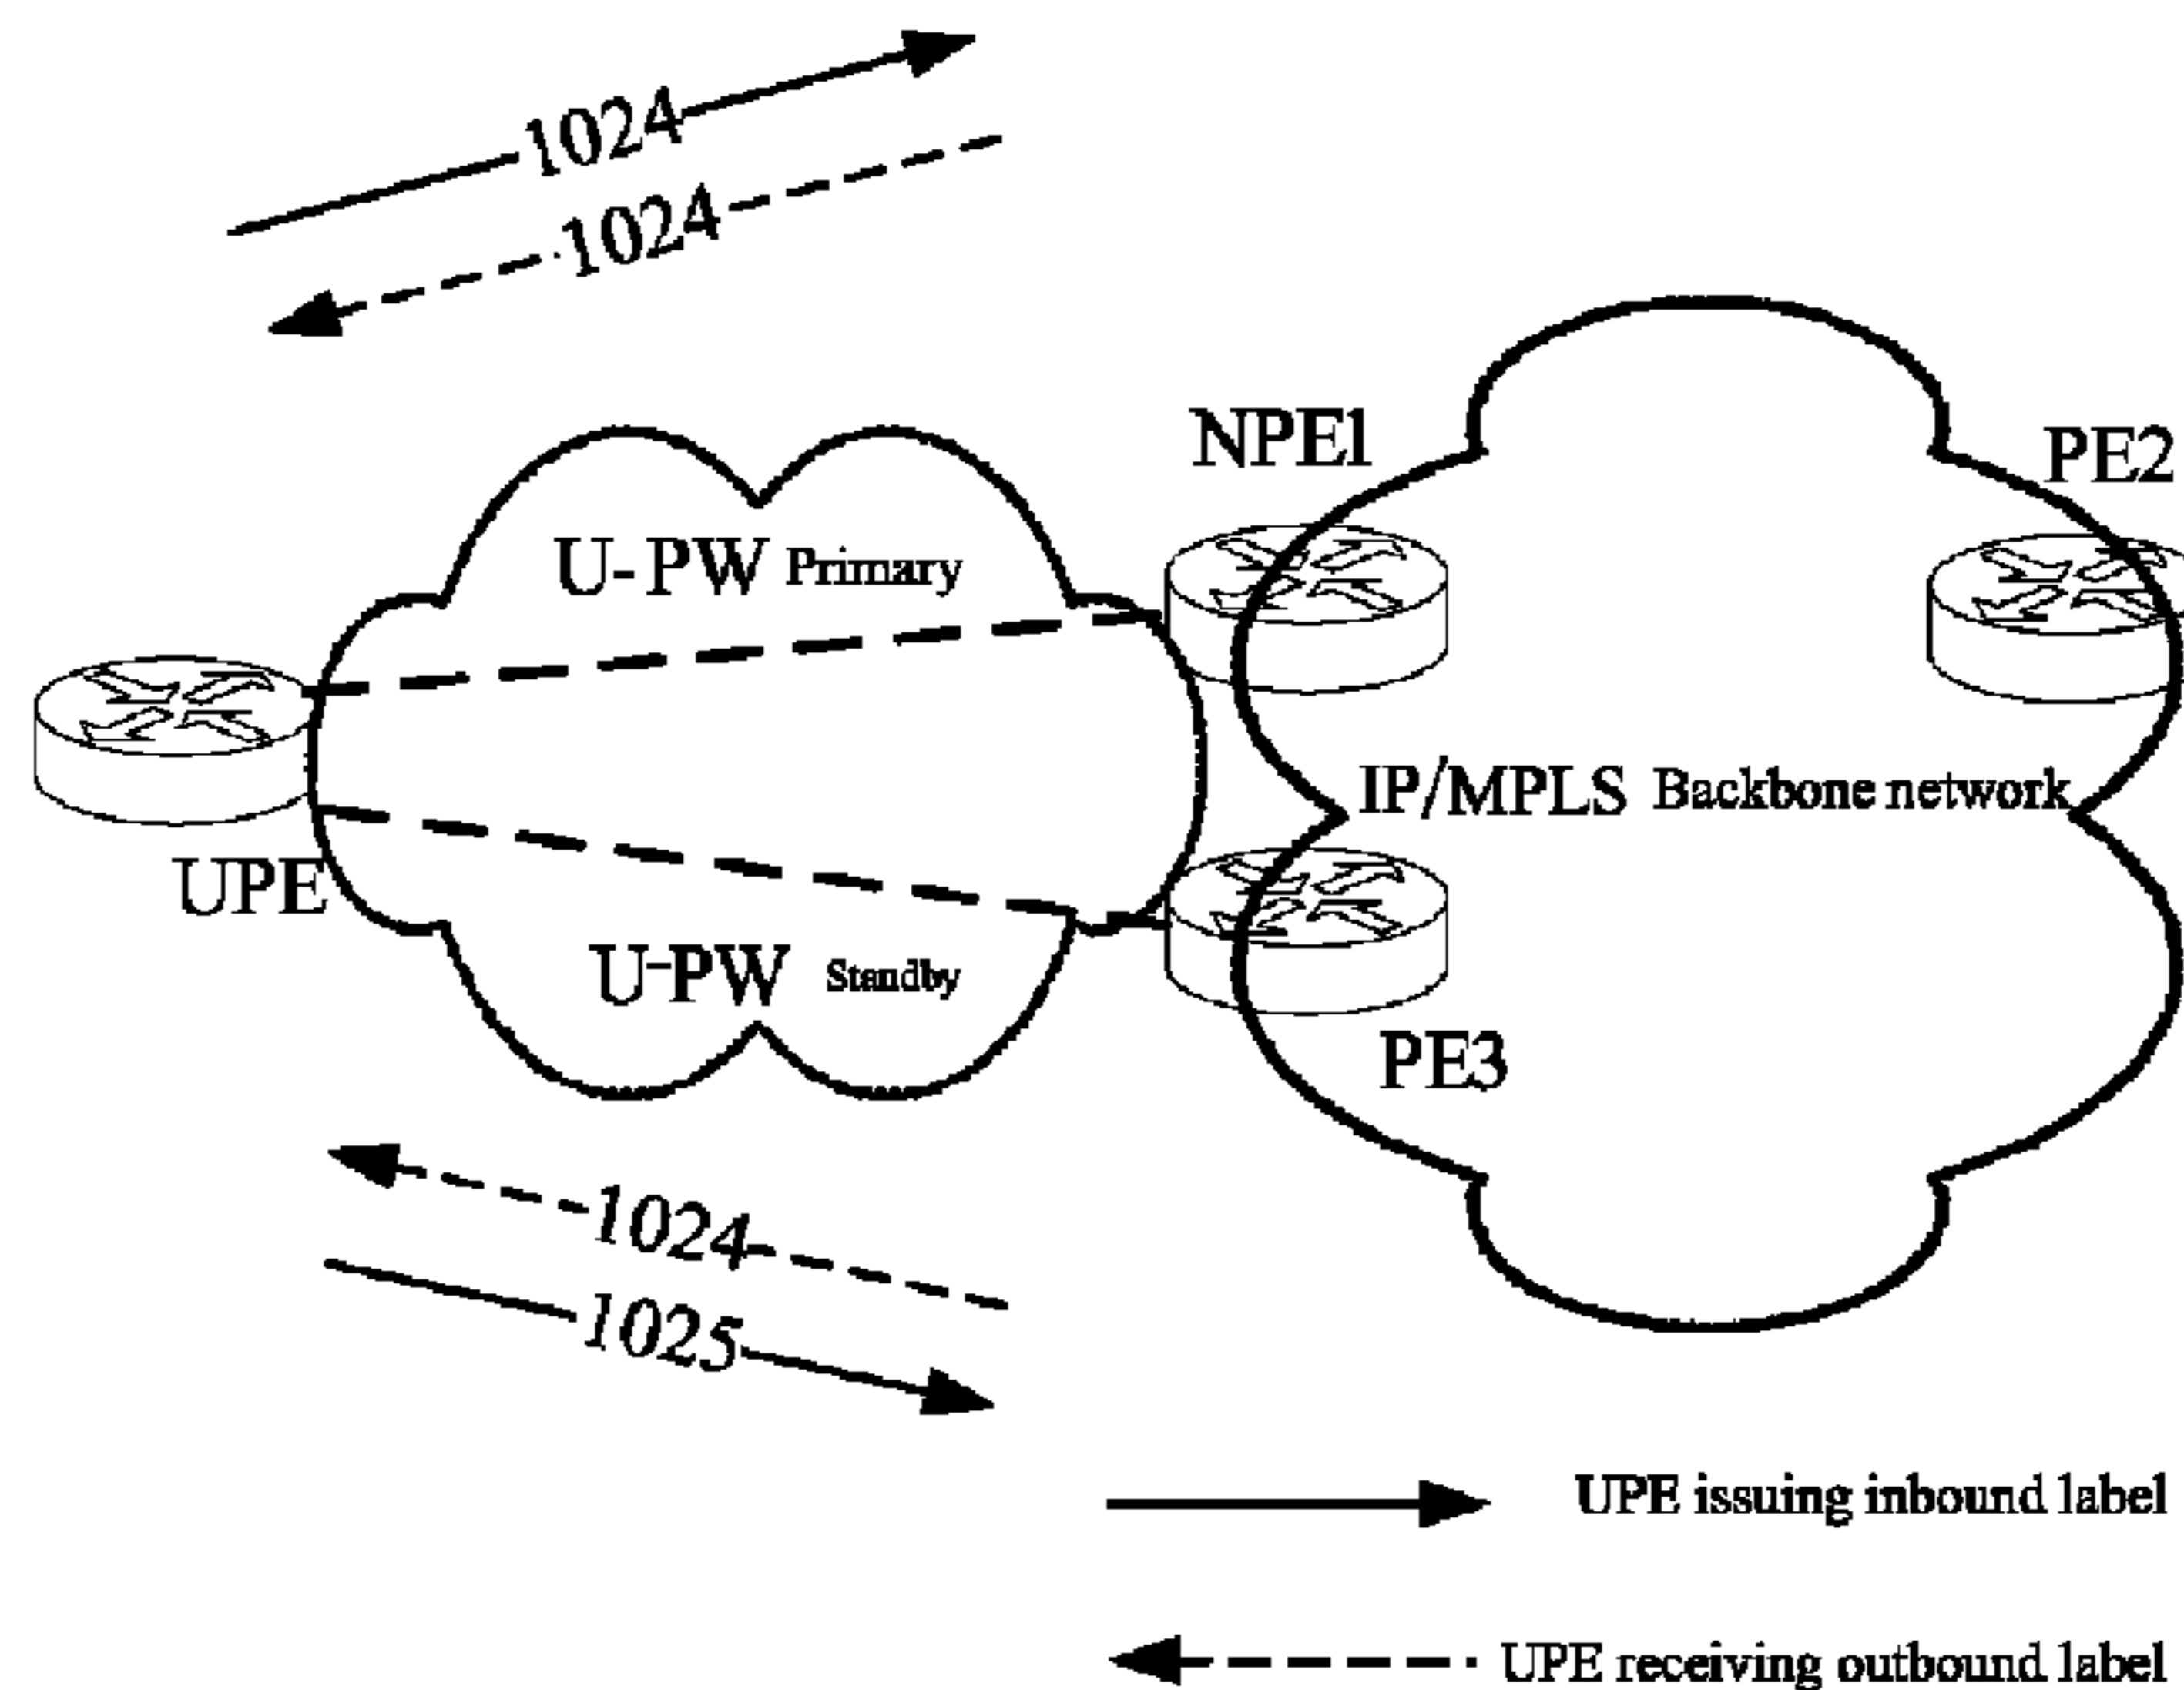 1024
1024
NPE1
PE2
U-PW Primary
IP/MPLS Backbone network
UPE
U-PW Standby
PE3
1024
1025
UPE issuing inbound label
UPE receiving outbound label